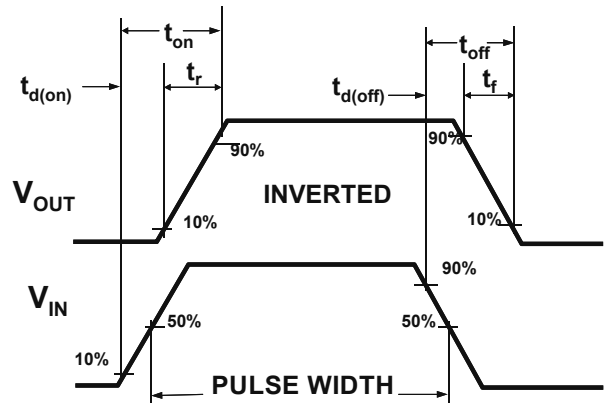 t_on
t_off
t_d(on)
t_r
t_d(off)
t_f
90%
90%
V_OUT
INVERTED
10%
10%
90%
V_IN
50%
50%
10%
PULSE WIDTH